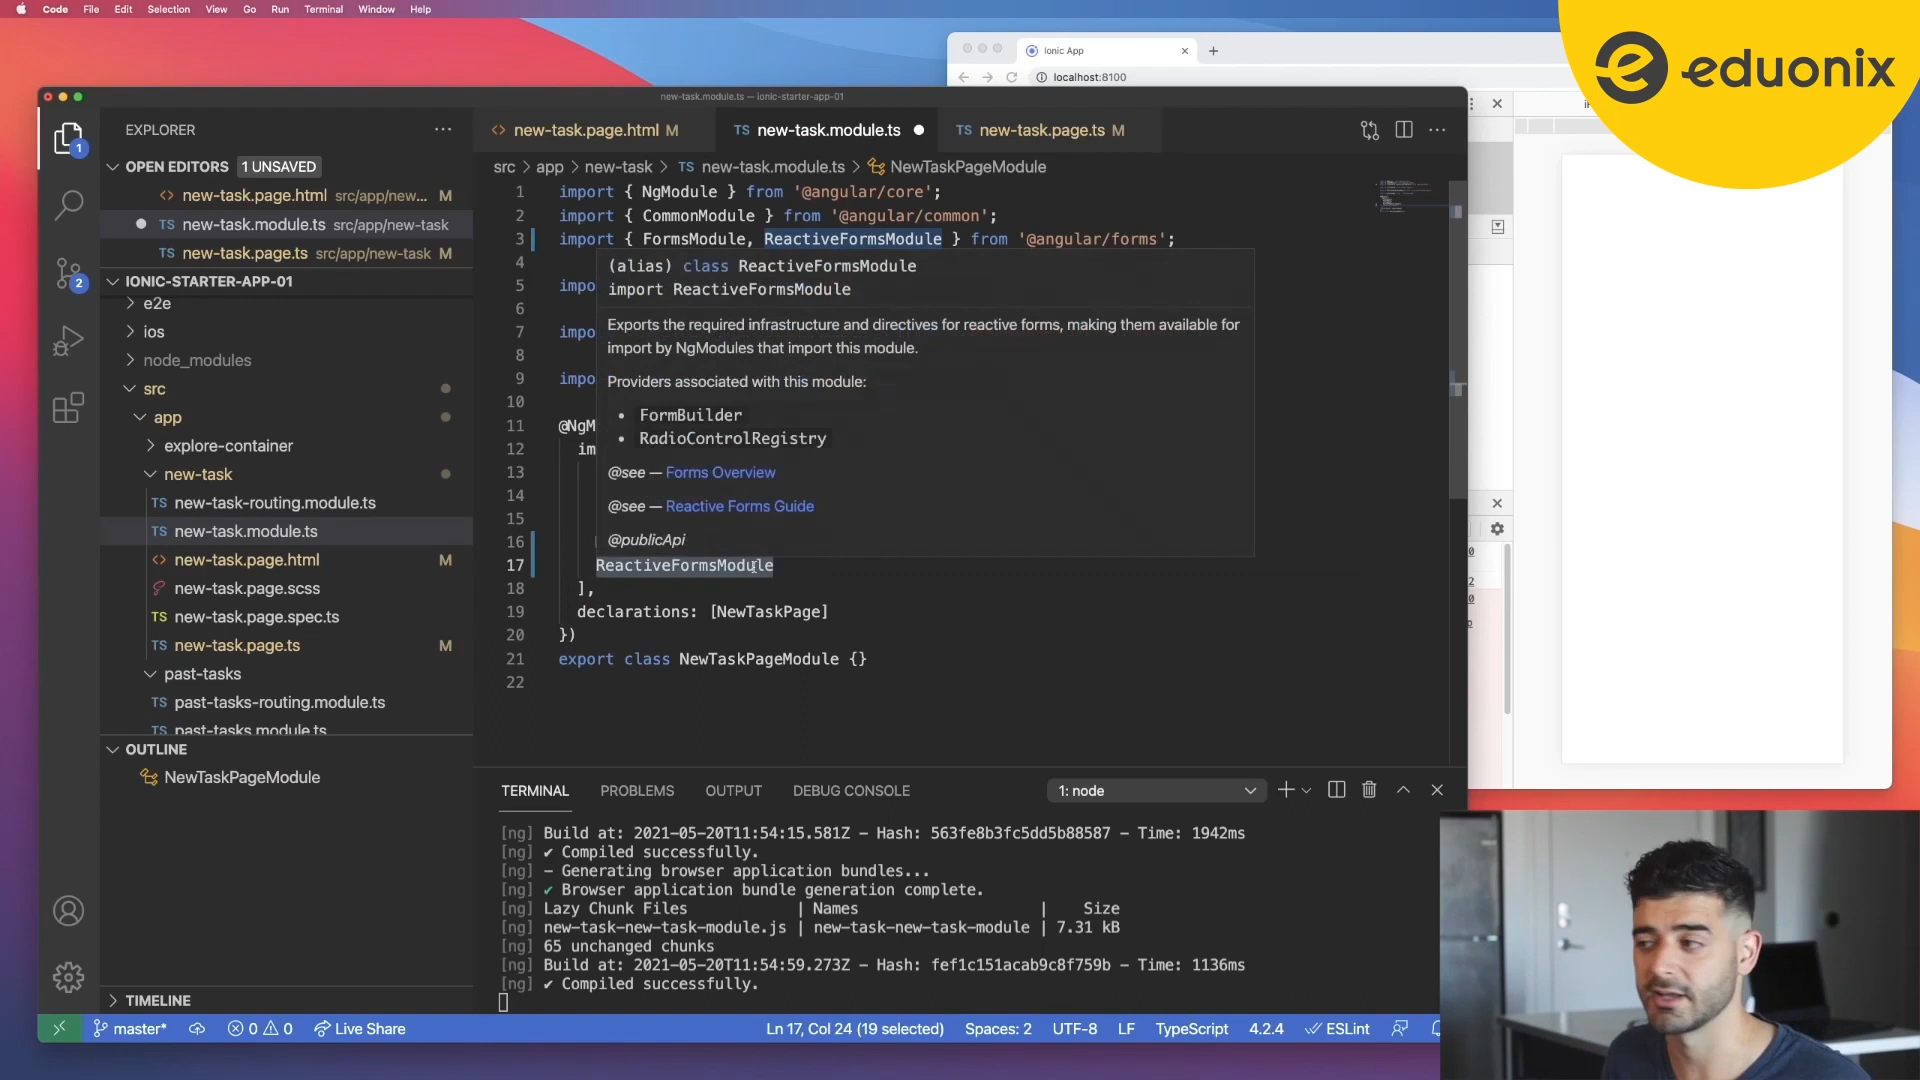 Code File Edit Selection View Go Run Terminal Window Help
Ionic App
localhost:8100
eduonix
new-task.module.ts — ionic-starter-app-01
EXPLORER
OPEN EDITORS 1 UNSAVED
new-task.page.html src/app/new... M
TS new-task.module.ts src/app/new-task
TS new-task.page.ts src/app/new-task M
IONIC-STARTER-APP-01
e2e
ios
node_modules
src
app
explore-container
new-task
TS new-task-routing.module.ts
TS new-task.module.ts
new-task.page.html M
new-task.page.scss
TS new-task.page.spec.ts
TS new-task.page.ts M
past-tasks
TS past-tasks-routing.module.ts
TS past-tasks.module.ts
OUTLINE
NewTaskPageModule
TIMELINE
new-task.page.html M
TS new-task.module.ts
TS new-task.page.ts M
src > app > new-task > TS new-task.module.ts > NewTaskPageModule
1 import { NgModule } from '@angular/core';
2 import { CommonModule } from '@angular/common';
3 import { FormsModule, ReactiveFormsModule } from '@angular/forms';
4
5 impo
6
7 impo
8
9 impo
10
11 @NgM
12 im
13
14
15
16
17 ReactiveFormsModule
18 ],
19 declarations: [NewTaskPage]
20 })
21 export class NewTaskPageModule {}
22
(alias) class ReactiveFormsModule
import ReactiveFormsModule
Exports the required infrastructure and directives for reactive forms, making them available for
import by NgModules that import this module.
Providers associated with this module:
• FormBuilder
• RadioControlRegistry
@see — Forms Overview
@see — Reactive Forms Guide
@publicApi
TERMINAL PROBLEMS OUTPUT DEBUG CONSOLE 1: node
[ng] Build at: 2021-05-20T11:54:15.581Z - Hash: 563fe8b3fc5dd5b88587 - Time: 1942ms
[ng] ✔ Compiled successfully.
[ng] - Generating browser application bundles...
[ng] ✔ Browser application bundle generation complete.
[ng] Lazy Chunk Files | Names | Size
[ng] new-task-new-task-module.js | new-task-new-task-module | 7.31 kB
[ng] 65 unchanged chunks
[ng] Build at: 2021-05-20T11:54:59.273Z - Hash: fef1c151acab9c8f759b - Time: 1136ms
[ng] ✔ Compiled successfully.
master* 0 0 Live Share Ln 17, Col 24 (19 selected) Spaces: 2 UTF-8 LF TypeScript 4.2.4 ESLint